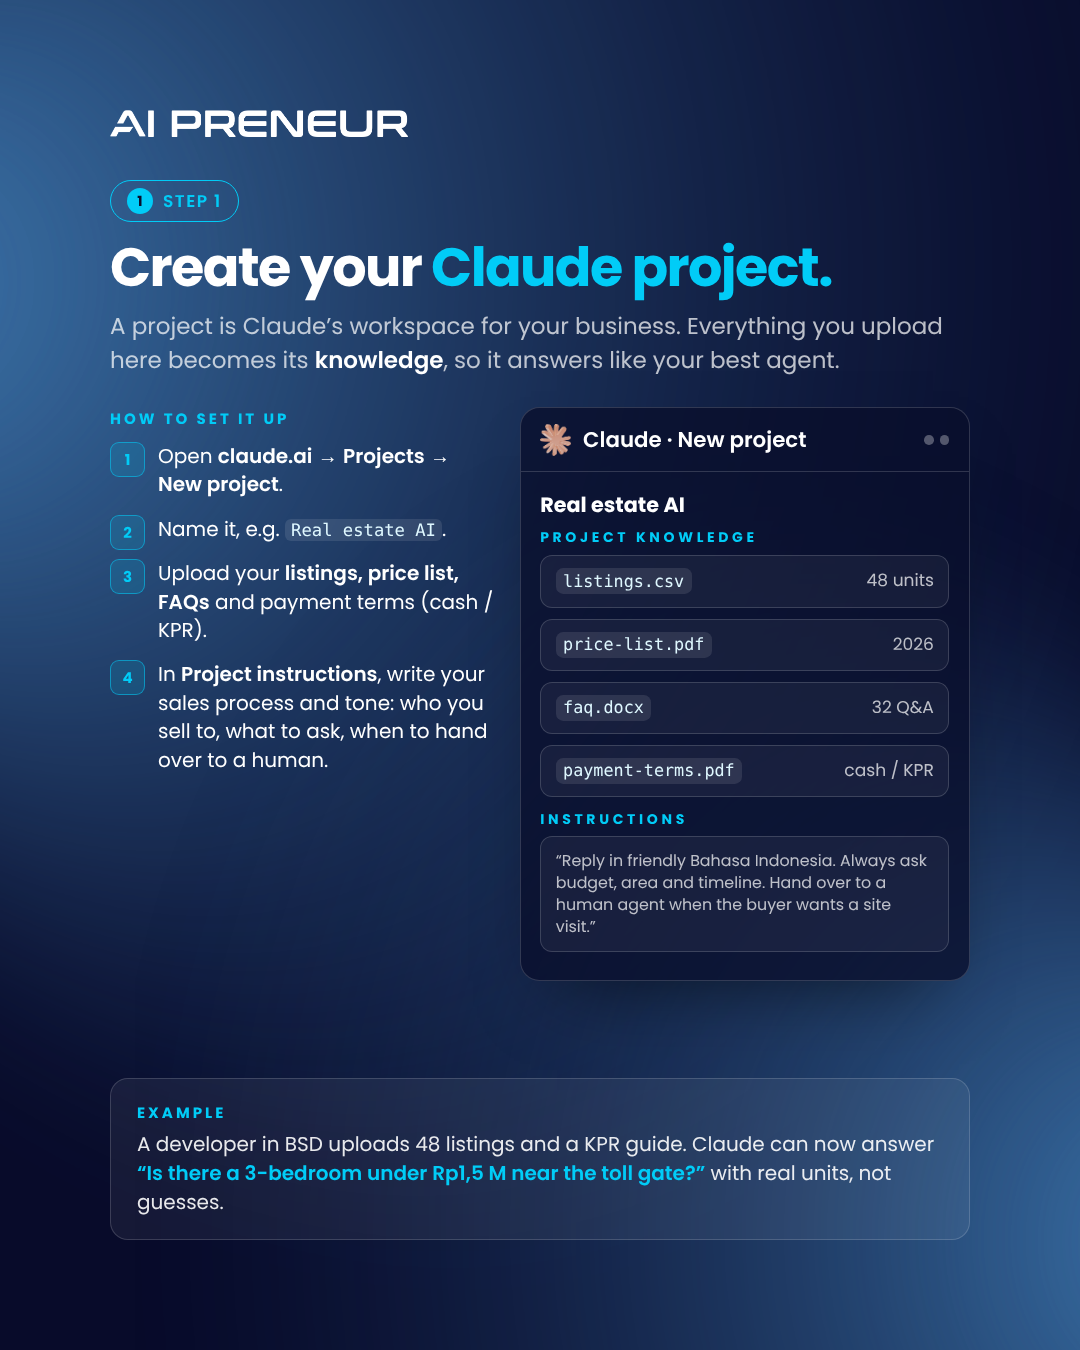 AI PRENEUR
1 STEP 1
Create your Claude project.
A project is Claude’s workspace for your business. Everything you upload
here becomes its knowledge, so it answers like your best agent.
HOW TO SET IT UP
1 Open claude.ai → Projects →
New project.
2 Name it, e.g. Real estate AI.
3 Upload your listings, price list,
FAQs and payment terms (cash /
KPR).
4 In Project instructions, write your
sales process and tone: who you
sell to, what to ask, when to hand
over to a human.
Claude · New project
Real estate AI
PROJECT KNOWLEDGE
listings.csv 48 units
price-list.pdf 2026
faq.docx 32 Q&A
payment-terms.pdf cash / KPR
INSTRUCTIONS
“Reply in friendly Bahasa Indonesia. Always ask
budget, area and timeline. Hand over to a
human agent when the buyer wants a site
visit.”
EXAMPLE
A developer in BSD uploads 48 listings and a KPR guide. Claude can now answer
“Is there a 3-bedroom under Rp1,5 M near the toll gate?” with real units, not
guesses.